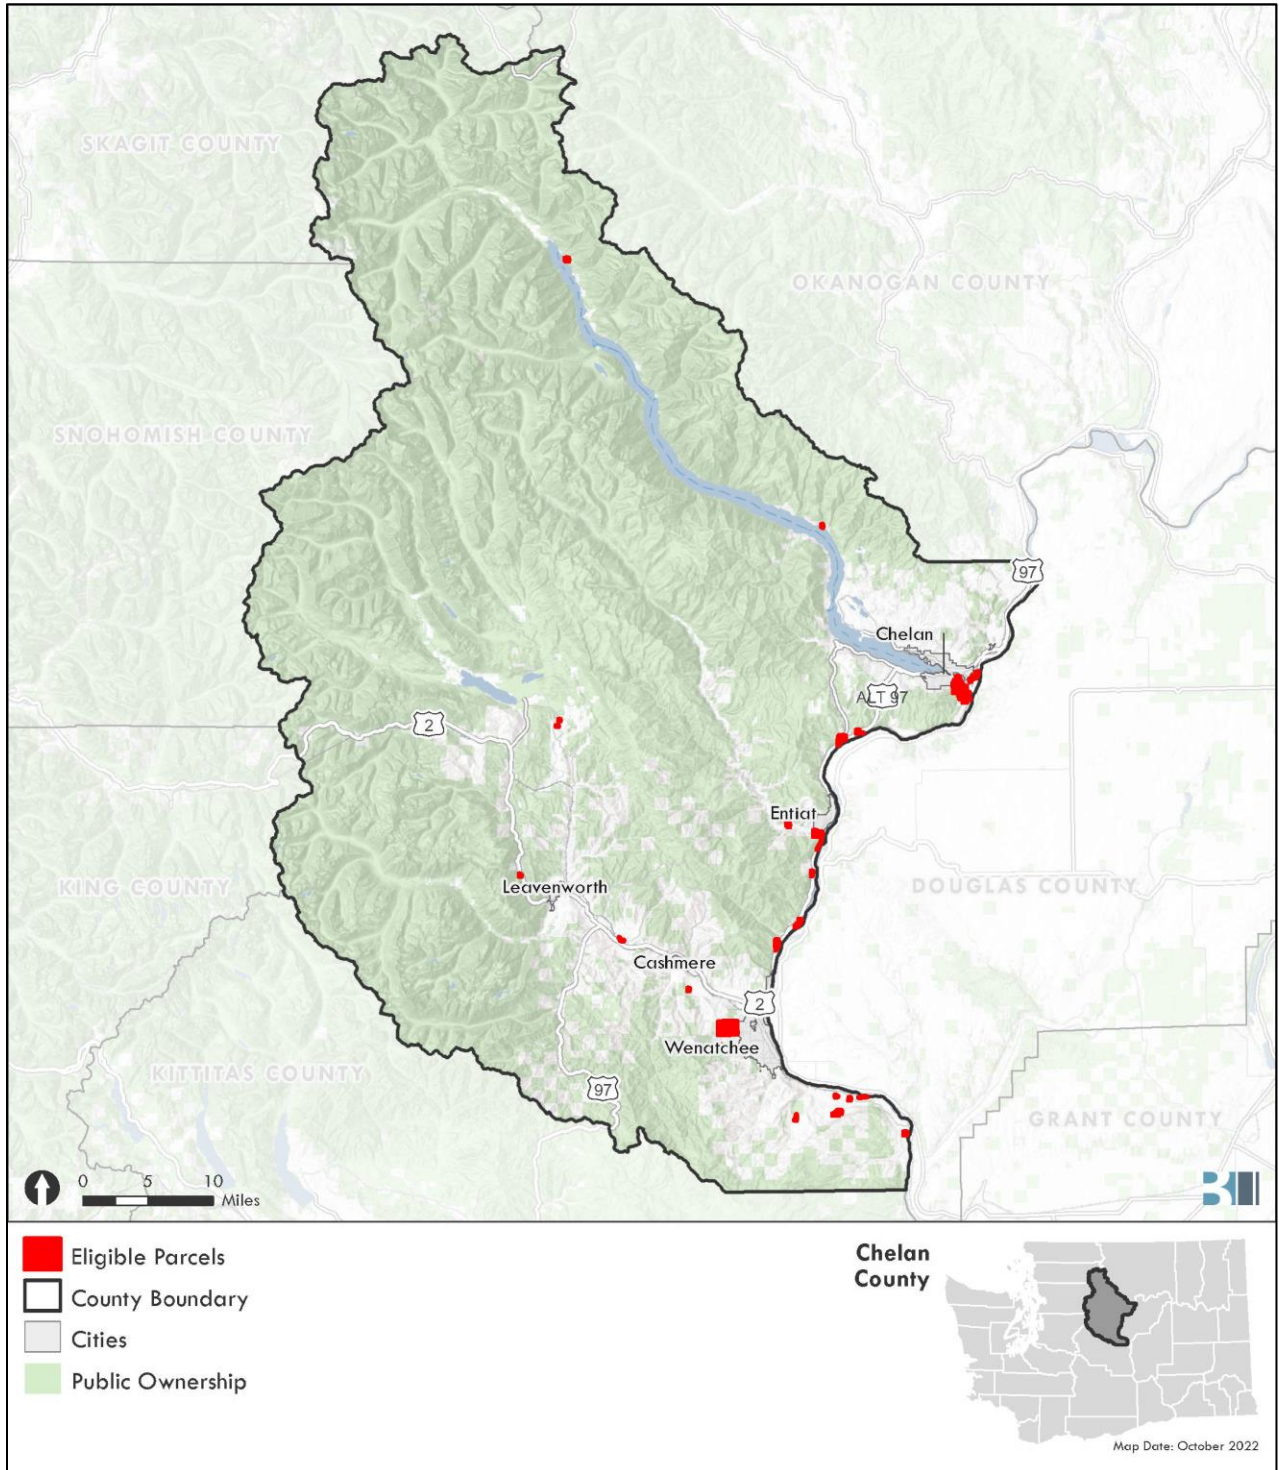 SKAGIT COUNTY
OKANOGAN COUNTY
SNOHOMISH COUNTY
97
Chelan
ALT 97
2
Entiat
KING COUNTY
Leavenworth
DOUGLAS COUNTY
Cashmere
2
Wenatchee
KITTITAS COUNTY
97
GRANT COUNTY
0 5 10
Miles
Eligible Parcels
County Boundary
Cities
Public Ownership
Chelan
County
Map Date: October 2022